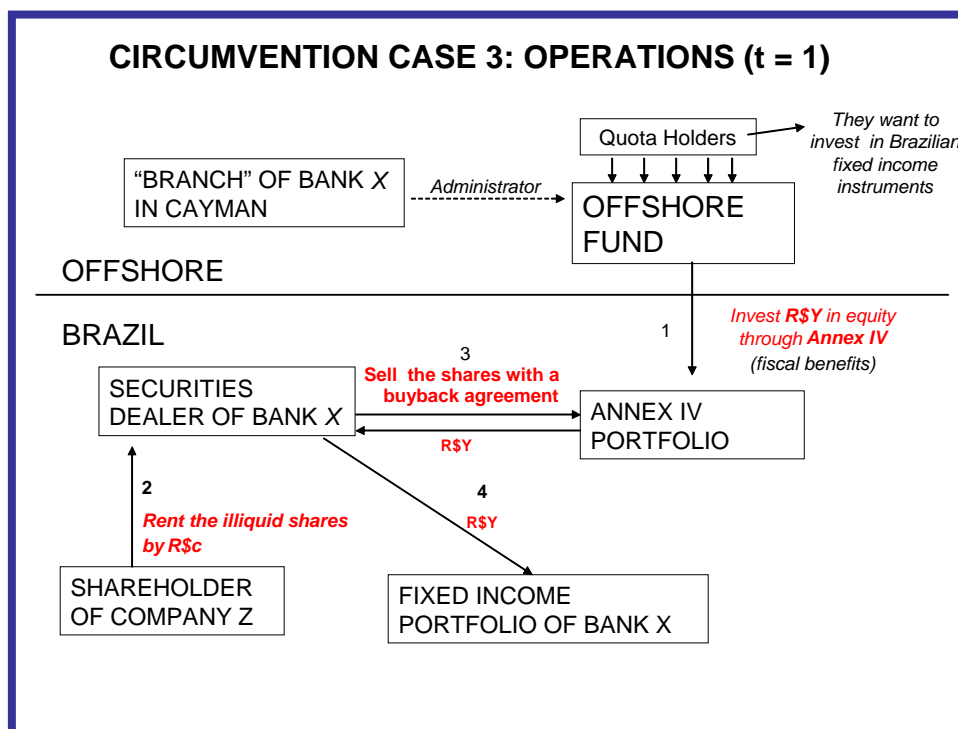 CIRCUMVENTION CASE 3: OPERATIONS (t = 1)
Quota Holders
They want to
invest in Brazilian
fixed income
instruments
“BRANCH” OF BANK X
IN CAYMAN
Administrator
OFFSHORE
FUND
OFFSHORE
BRAZIL
1
Invest R$Y in equity
through Annex IV
(fiscal benefits)
3
Sell the shares with a
buyback agreement
SECURITIES
DEALER OF BANK X
R$Y
ANNEX IV
PORTFOLIO
2
Rent the illiquid shares
by R$c
4
R$Y
SHAREHOLDER
OF COMPANY Z
FIXED INCOME
PORTFOLIO OF BANK X